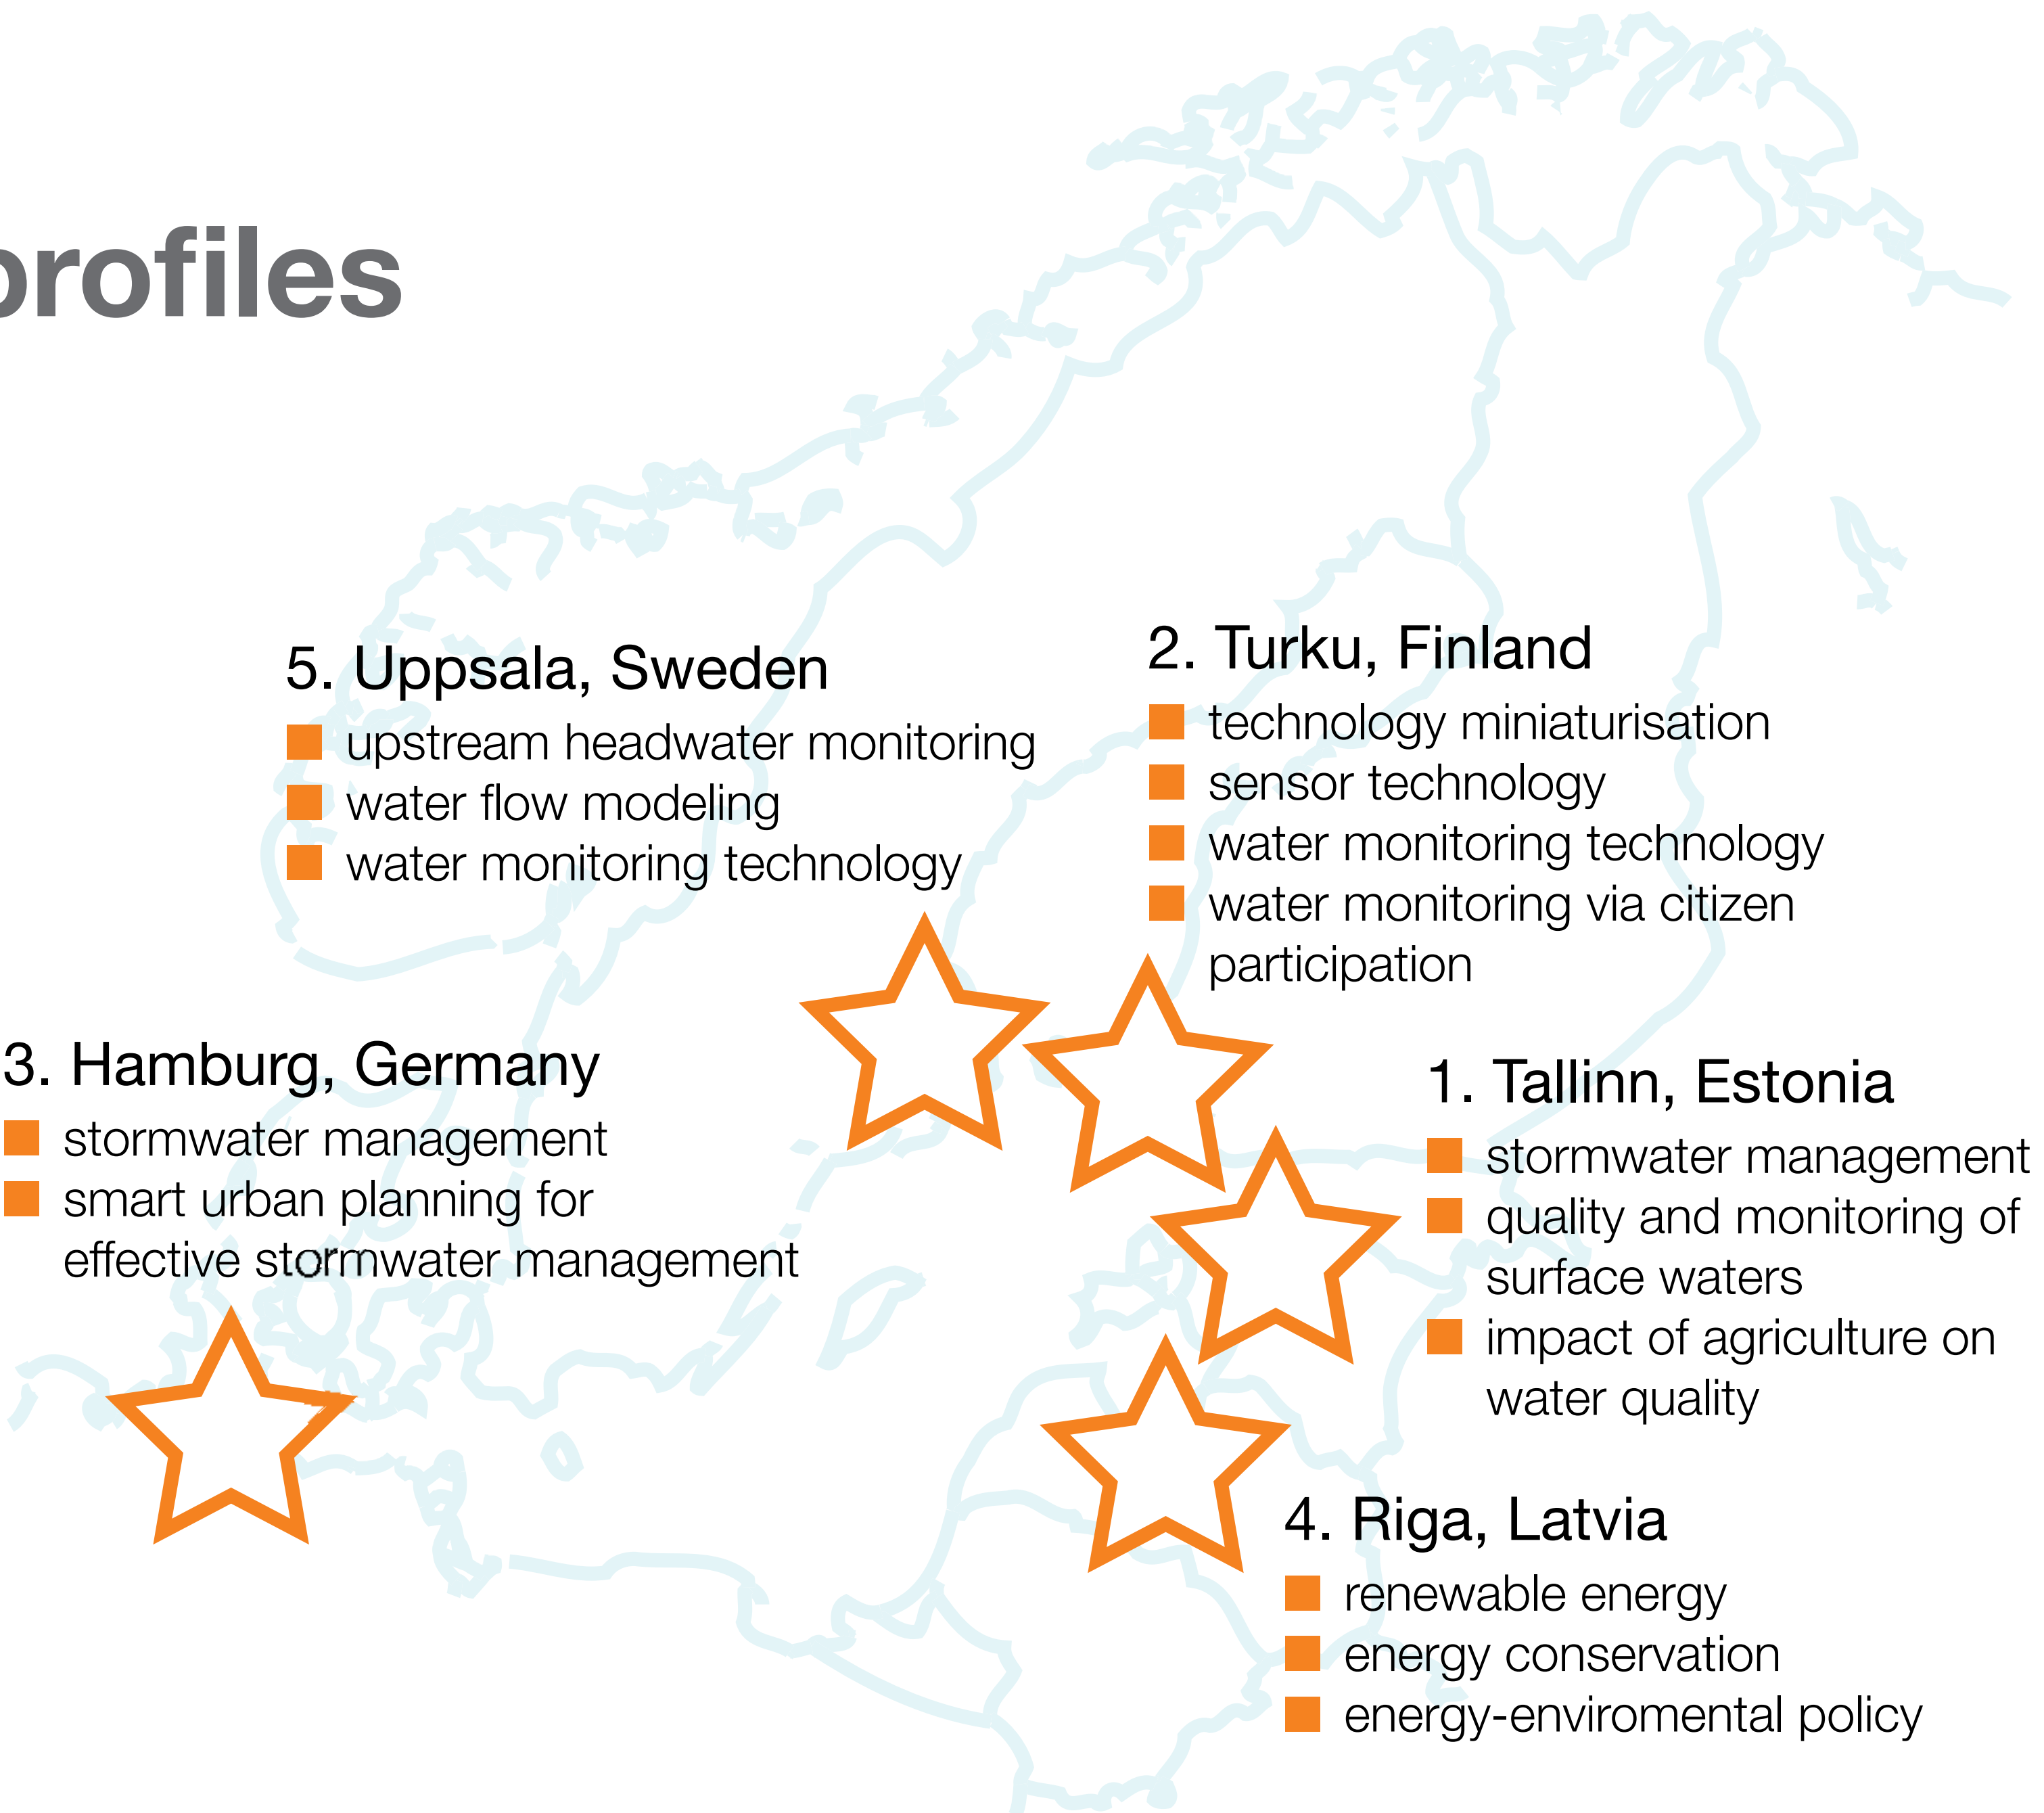 profiles
5. Uppsala, Sweden
upstream headwater monitoring
water flow modeling
water monitoring technology
2. Turku, Finland
technology miniaturisation
sensor technology
water monitoring technology
water monitoring via citizen
participation
3. Hamburg, Germany
stormwater management
smart urban planning for
effective stormwater management
1. Tallinn, Estonia
stormwater management
quality and monitoring of
surface waters
impact of agriculture on
water quality
4. Riga, Latvia
renewable energy
energy conservation
energy-enviromental policy